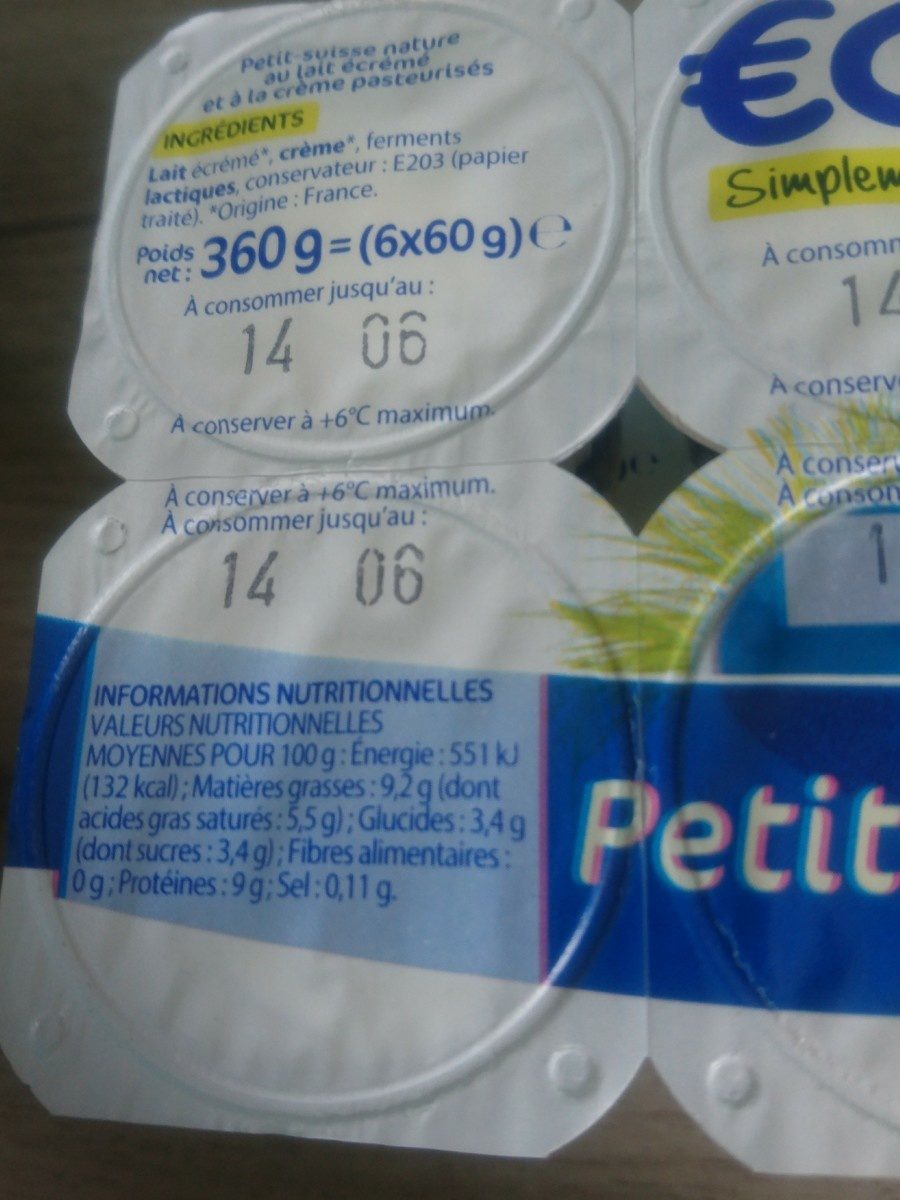 Petit-suisse nature
au lait écrémé
et à la crème pasteurisés
INGRÉDIENTS
Lait écrémé*, crème*, ferments
lactiques, conservateur : E203 (papier
traité). *Origine : France.
Poids
net : 360 g = (6x60 g) ℮
À consommer jusqu'au :
14 06
À conserver à +6°C maximum.
€C
Simplem
À consomm
14
À conserv
À conserver à +6°C maximum.
À consommer jusqu'au :
14 06
À conserv
À consom
1
INFORMATIONS NUTRITIONNELLES
VALEURS NUTRITIONNELLES
MOYENNES POUR 100 g : Énergie : 551 kJ
(132 kcal) ; Matières grasses : 9,2 g (dont
acides gras saturés : 5,5 g) ; Glucides : 3,4 g
(dont sucres : 3,4 g) ; Fibres alimentaires :
0 g ; Protéines : 9 g ; Sel : 0,11 g.
Petit